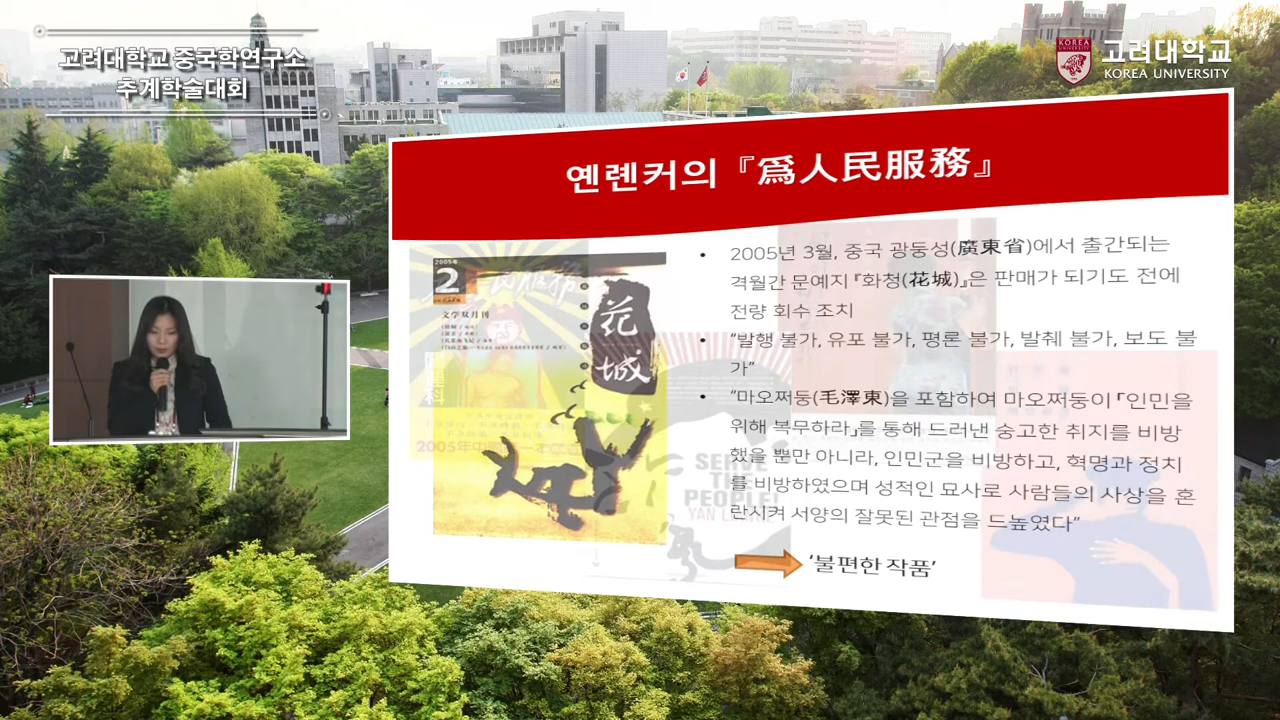 고려대학교 중국학연구소
추계학술대회
고려대학교
KOREA UNIVERSITY
KOREA
옌롄커의 『爲人民服務』
• 2005년 3월, 중국 광둥성(廣東省)에서 출간되는
격월간 문예지 『화청(花城)』은 판매가 되기도 전에
전량 회수 조치
• “발행 불가, 유포 불가, 평론 불가, 발췌 불가, 보도 불
가”
• “마오쩌둥(毛澤東)을 포함하여 마오쩌둥이 「인민을
위해 복무하라」를 통해 드러낸 숭고한 취지를 비방
했을 뿐만 아니라, 인민군을 비방하고, 혁명과 정치
를 비방하였으며 성적인 묘사로 사람들의 사상을 혼
란시켜 서양의 잘못된 관점을 드높였다”
‘불편한 작품’
2005年
2
文学双月刊
花城
SERVE
THE
PEOPLE!
YAN LIANKE